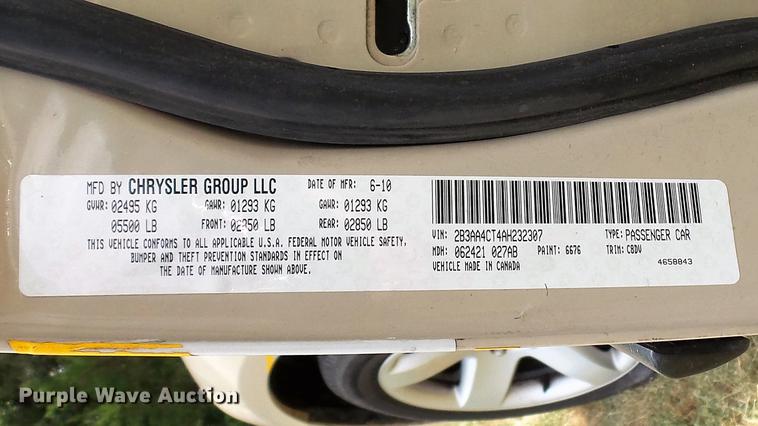 MFD BY CHRYSLER GROUP LLC DATE OF MFR: 6-10
GVWR: 02495 KG GAWR: 01293 KG GAWR: 01293 KG
05500 LB FRONT: 02850 LB REAR: 02850 LB
THIS VEHICLE CONFORMS TO ALL APPLICABLE U.S.A. FEDERAL MOTOR VEHICLE SAFETY,
BUMPER AND THEFT PREVENTION STANDARDS IN EFFECT ON
THE DATE OF MANUFACTURE SHOWN ABOVE.
VIN: 2B3AA4CT4AH232307 TYPE: PASSENGER CAR
MDH: 062421 027AB PAINT: 6676 TRIM: C8DV
VEHICLE MADE IN CANADA 4658843
Purple Wave Auction